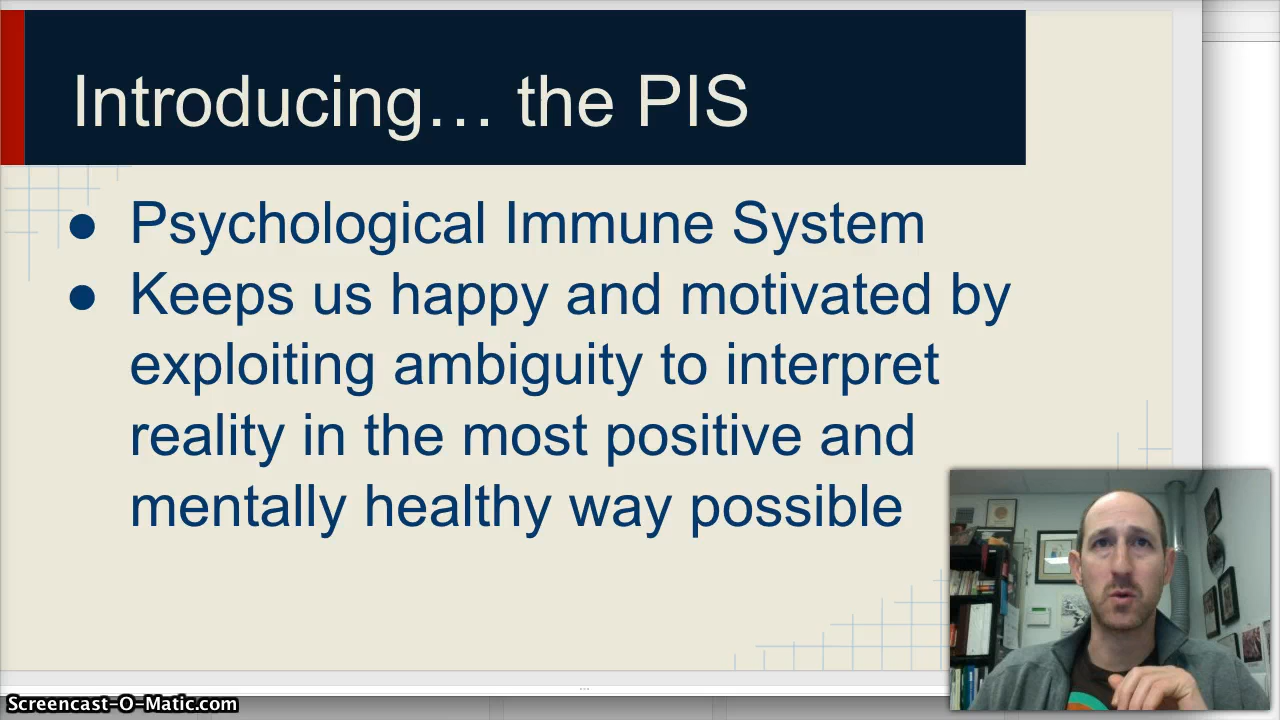 Introducing… the PIS
● Psychological Immune System
● Keeps us happy and motivated by
exploiting ambiguity to interpret
reality in the most positive and
mentally healthy way possible
Screencast-O-Matic.com